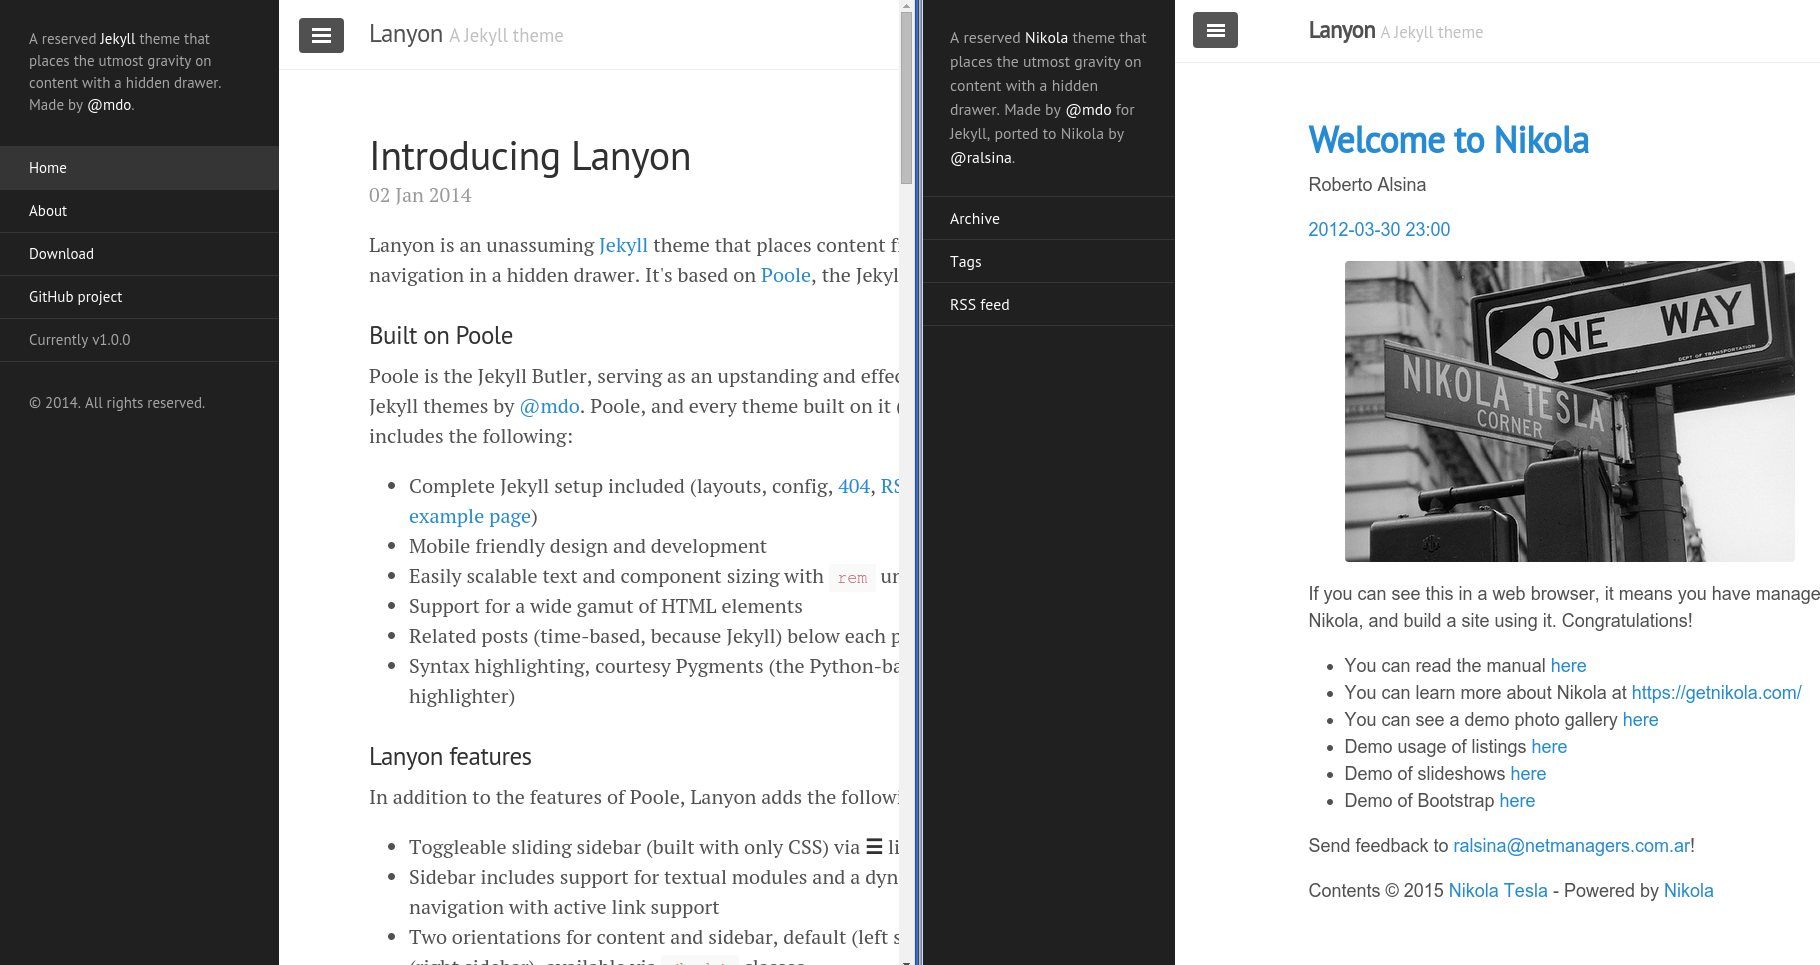 A reserved Jekyll theme that
places the utmost gravity on
content with a hidden drawer.
Made by @mdo.
Home
About
Download
GitHub project
Currently v1.0.0
© 2014. All rights reserved.
Lanyon A Jekyll theme
Introducing Lanyon
02 Jan 2014
Lanyon is an unassuming Jekyll theme that places content
navigation in a hidden drawer. It's based on Poole, the
Built on Poole
Poole is the Jekyll Butler, serving as an upstanding and
Jekyll themes by @mdo. Poole, and every theme built on it (
includes the following:
• Complete Jekyll setup included (layouts, config, 404,
example page)
• Mobile friendly design and development
• Easily scalable text and component sizing with rem
• Support for a wide gamut of HTML elements
• Related posts (time-based, because Jekyll) below each
• Syntax highlighting, courtesy Pygments (the
highlighter)
Lanyon features
In addition to the features of Poole, Lanyon adds the
• Toggleable sliding sidebar (built with only CSS) via ☰
• Sidebar includes support for textual modules and a
navigation with active link support
• Two orientations for content and sidebar, default (left
A reserved Nikola theme that
places the utmost gravity on
content with a hidden
drawer. Made by @mdo for
Jekyll, ported to Nikola by
@ralsina.
Archive
Tags
RSS feed
Lanyon A Jekyll theme
Welcome to Nikola
Roberto Alsina
2012-03-30 23:00
ONE WAY
DEPT OF TRANSPORTATION
NIKOLA TESLA
CORNER
If you can see this in a web browser, it means you have manage
Nikola, and build a site using it. Congratulations!
• You can read the manual here
• You can learn more about Nikola at https://getnikola.com/
• You can see a demo photo gallery here
• Demo usage of listings here
• Demo of slideshows here
• Demo of Bootstrap here
Send feedback to ralsina@netmanagers.com.ar!
Contents © 2015 Nikola Tesla - Powered by Nikola